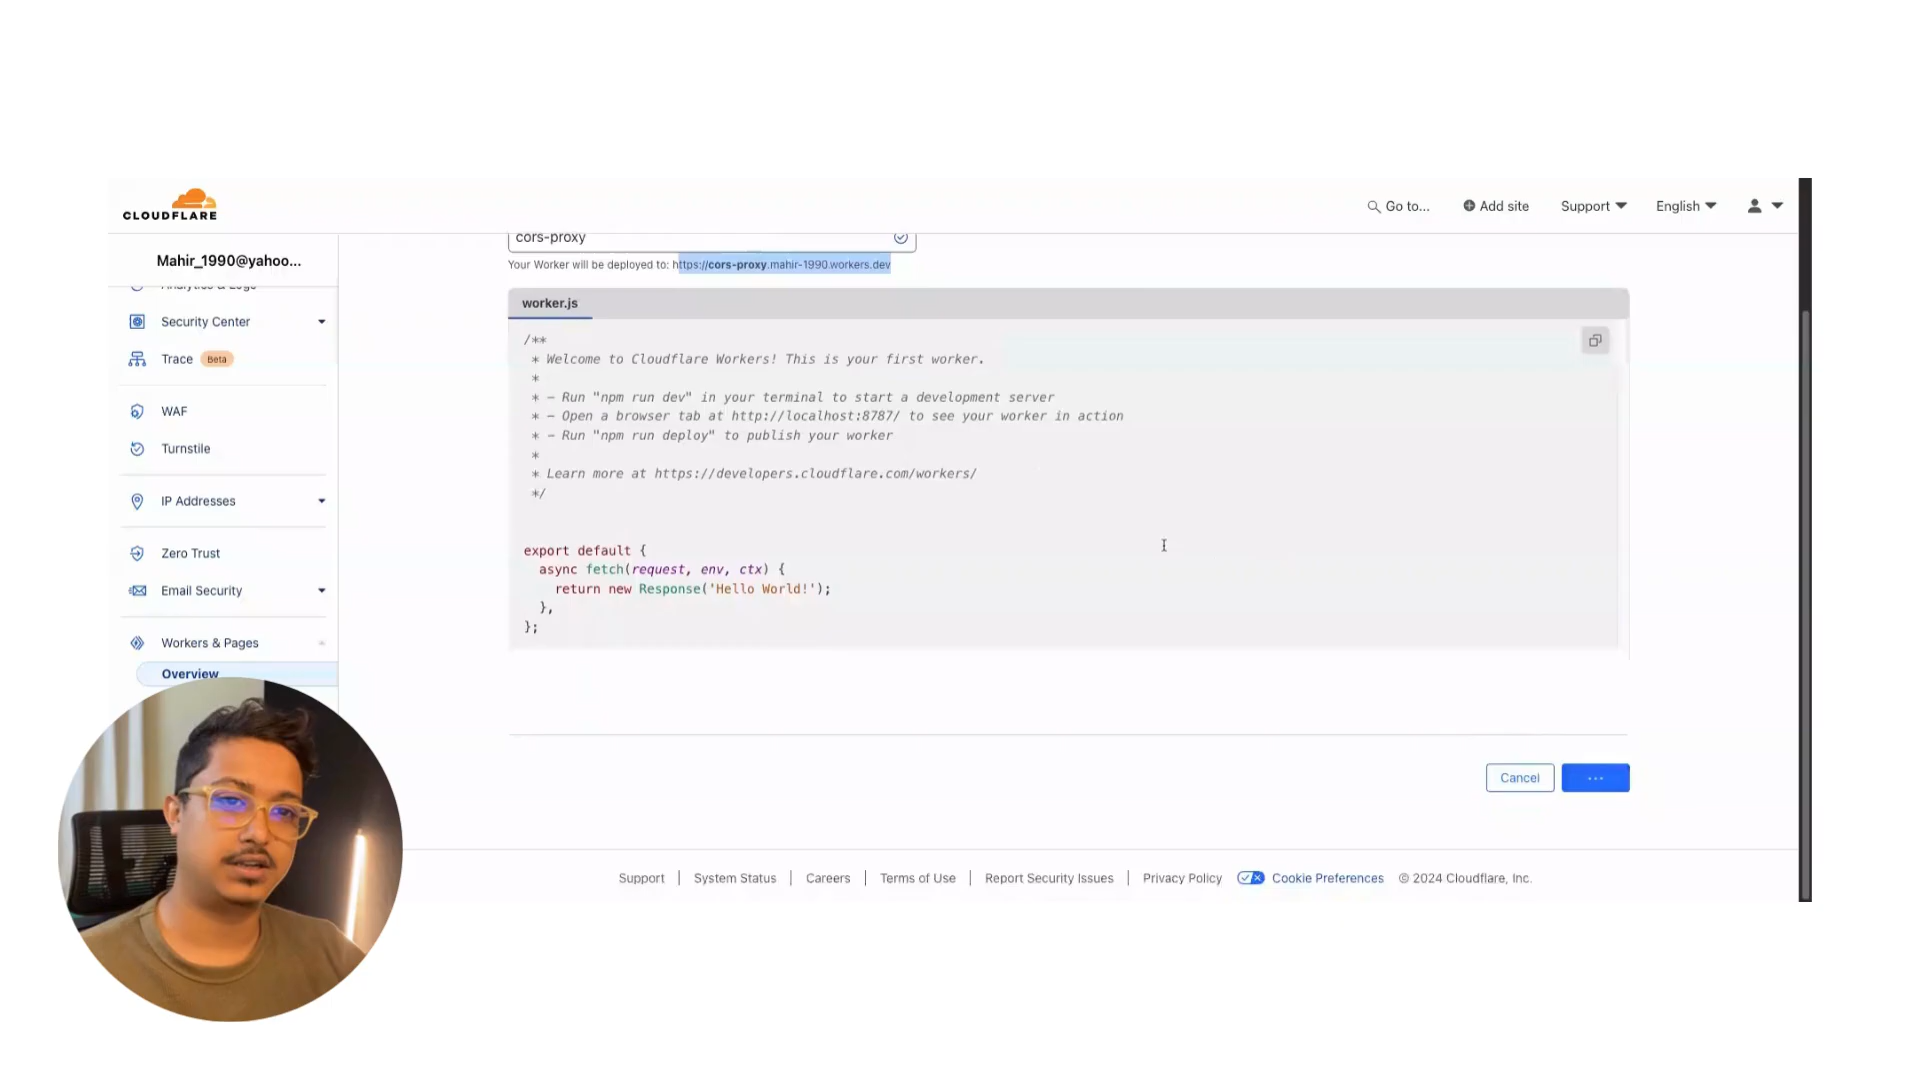 CLOUDFLARE
Go to...
Add site
Support
English
Mahir_1990@yahoo...
Analytics & Logs
Security Center
Trace Beta
WAF
Turnstile
IP Addresses
Zero Trust
Email Security
Workers & Pages
Overview
cors-proxy
Your Worker will be deployed to: https://cors-proxy.mahir-1990.workers.dev
worker.js
/**
* Welcome to Cloudflare Workers! This is your first worker.
*
* – Run "npm run dev" in your terminal to start a development server
* – Open a browser tab at http://localhost:8787/ to see your worker in action
* – Run "npm run deploy" to publish your worker
*
* Learn more at https://developers.cloudflare.com/workers/
*/
export default {
async fetch(request, env, ctx) {
return new Response('Hello World!');
},
};
Cancel
...
Support | System Status | Careers | Terms of Use | Report Security Issues | Privacy Policy Cookie Preferences © 2024 Cloudflare, Inc.